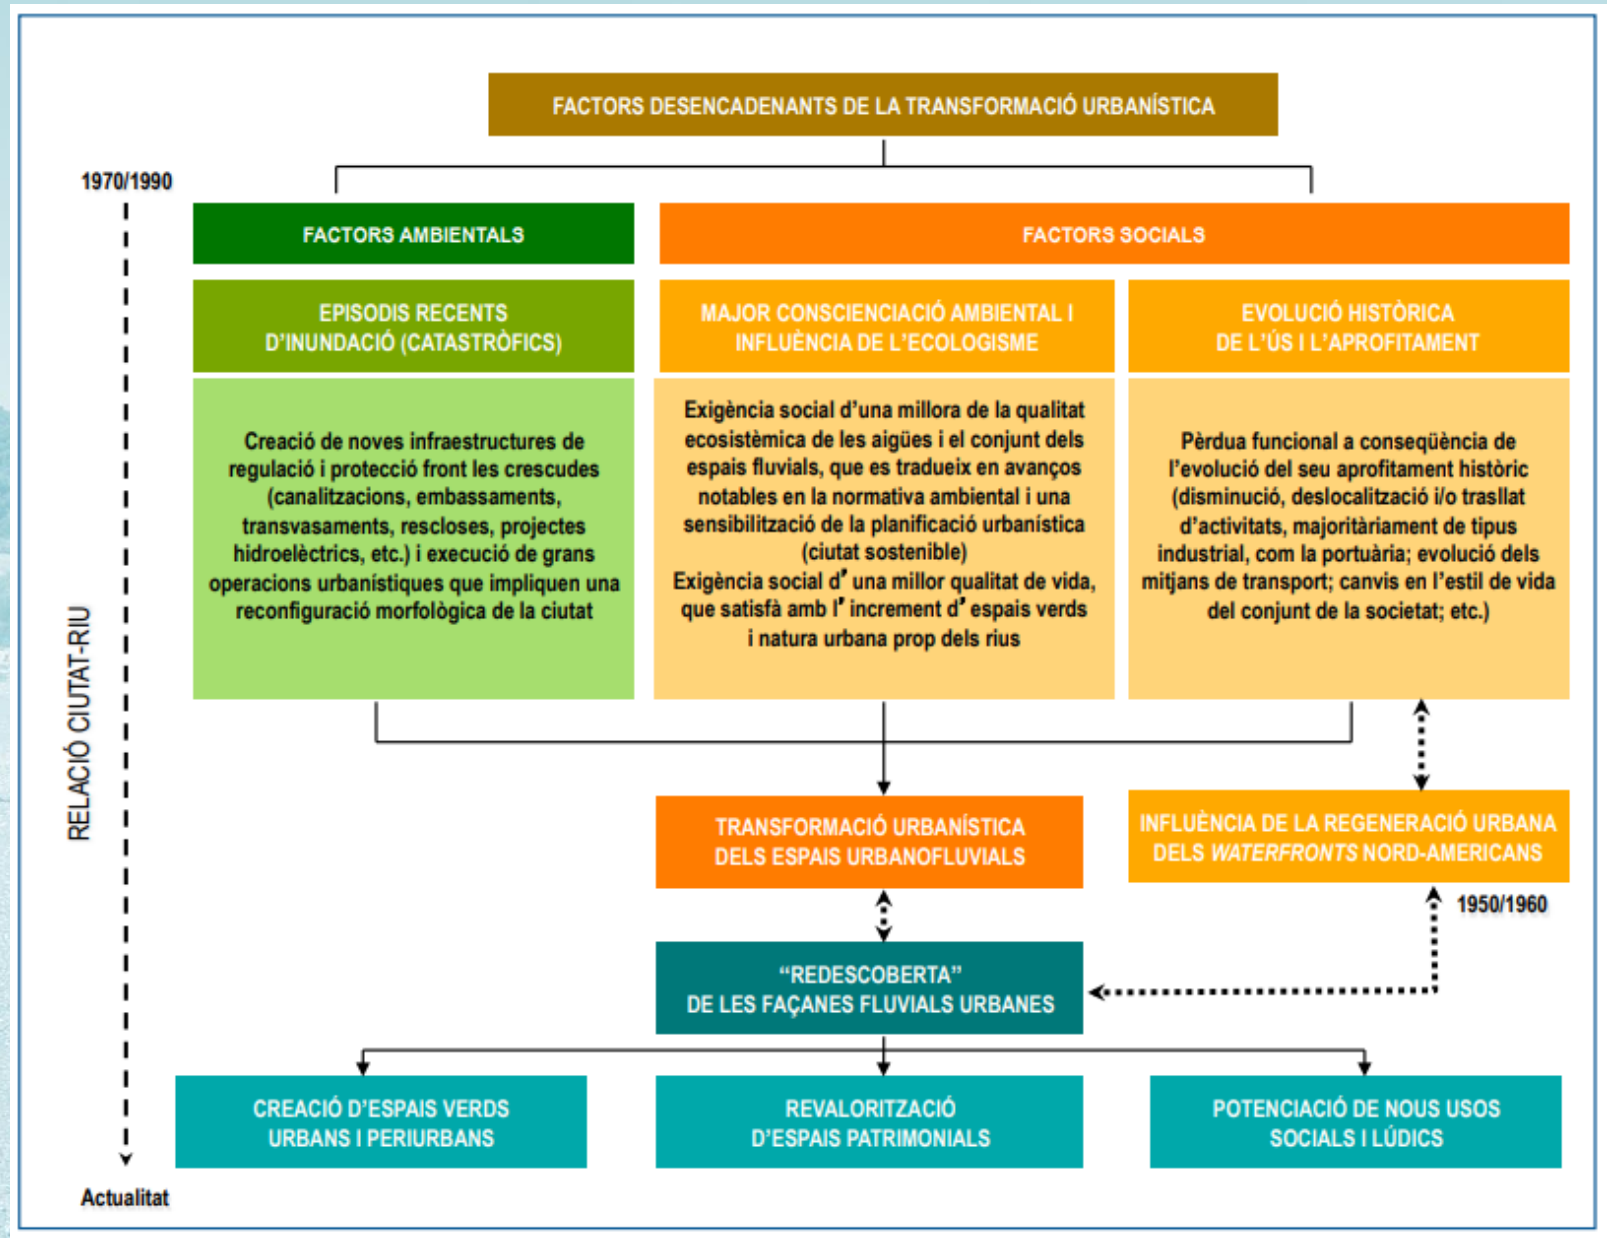 FACTORS DESENCADENANTS DE LA TRANSFORMACIÓ URBANÍSTICA
1970/1990
FACTORS AMBIENTALS
FACTORS SOCIALS
EPISODIS RECENTS
D’INUNDACIÓ (CATASTRÒFICS)
MAJOR CONSCIENCIACIÓ AMBIENTAL I
INFLUÈNCIA DE L’ECOLOGISME
EVOLUCIÓ HISTÒRICA
DE L’ÚS I L’APROFITAMENT
Creació de noves infraestructures de
regulació i protecció front les crescudes
(canalitzacions, embassaments,
transvasaments, rescloses, projectes
hidroelèctrics, etc.) i execució de grans
operacions urbanístiques que impliquen una
reconfiguració morfològica de la ciutat
Exigència social d’una millora de la qualitat
ecosistèmica de les aigües i el conjunt dels
espais fluvials, que es tradueix en avanços
notables en la normativa ambiental i una
sensibilització de la planificació urbanística
(ciutat sostenible)
Exigència social d’ una millor qualitat de vida,
que satisfà amb l’ increment d’ espais verds
i natura urbana prop dels rius
Pèrdua funcional a conseqüència de
l’evolució del seu aprofitament històric
(disminució, deslocalització i/o trasllat
d’activitats, majoritàriament de tipus
industrial, com la portuària; evolució dels
mitjans de transport; canvis en l’estil de vida
del conjunt de la societat; etc.)
RELACIÓ CIUTAT-RIU
TRANSFORMACIÓ URBANÍSTICA
DELS ESPAIS URBANOFLUVIALS
INFLUÈNCIA DE LA REGENERACIÓ URBANA
DELS WATERFRONTS NORD-AMERICANS
1950/1960
“REDESCOBERTA”
DE LES FAÇANES FLUVIALS URBANES
CREACIÓ D’ESPAIS VERDS
URBANS I PERIURBANS
REVALORITZACIÓ
D’ESPAIS PATRIMONIALS
POTENCIACIÓ DE NOUS USOS
SOCIALS I LÚDICS
Actualitat